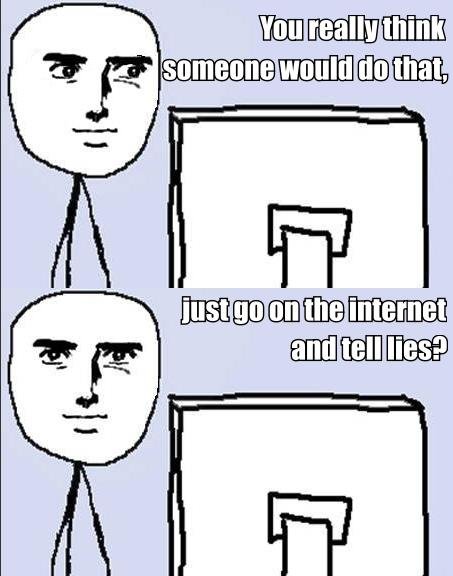 You really think
someone would do that,
just go on the internet
and tell lies?